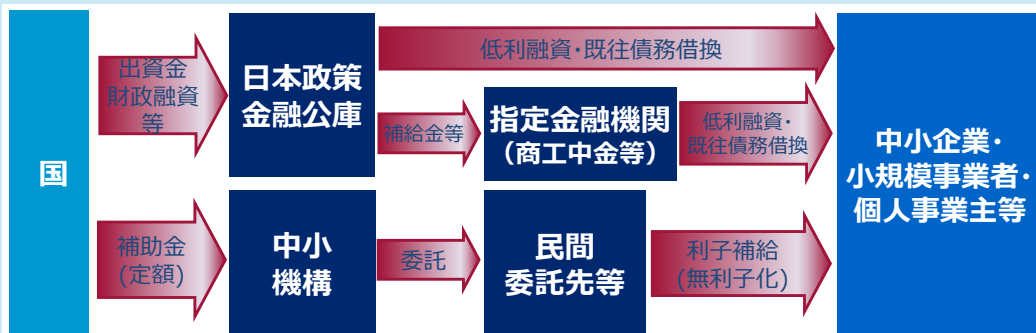 国
出資金
財政融資
等
日本政策
金融公庫
低利融資・既往債務借換
補給金等
指定金融機関
（商工中金等）
低利融資・
既往債務借換
補助金
(定額)
中小
機構
委託
民間
委託先等
利子補給
(無利子化)
中小企業・
小規模事業者・
個人事業主等